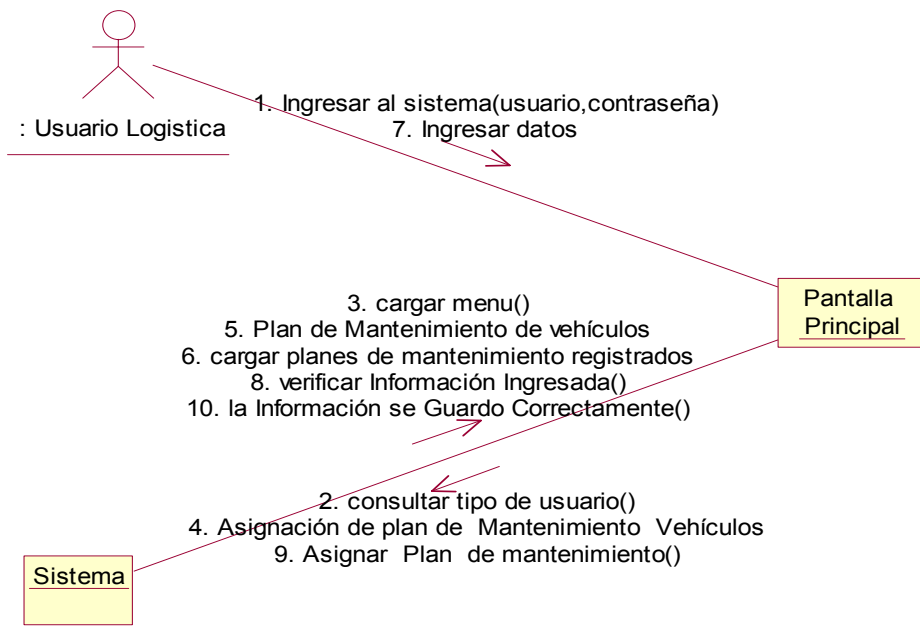 : Usuario Logistica
1. Ingresar al sistema(usuario,contraseña)
7. Ingresar datos
Pantalla
Principal
3. cargar menu()
5. Plan de Mantenimiento de vehículos
6. cargar planes de mantenimiento registrados
8. verificar Información Ingresada()
10. la Información se Guardo Correctamente()
2. consultar tipo de usuario()
4. Asignación de plan de Mantenimiento Vehículos
9. Asignar Plan de mantenimiento()
Sistema